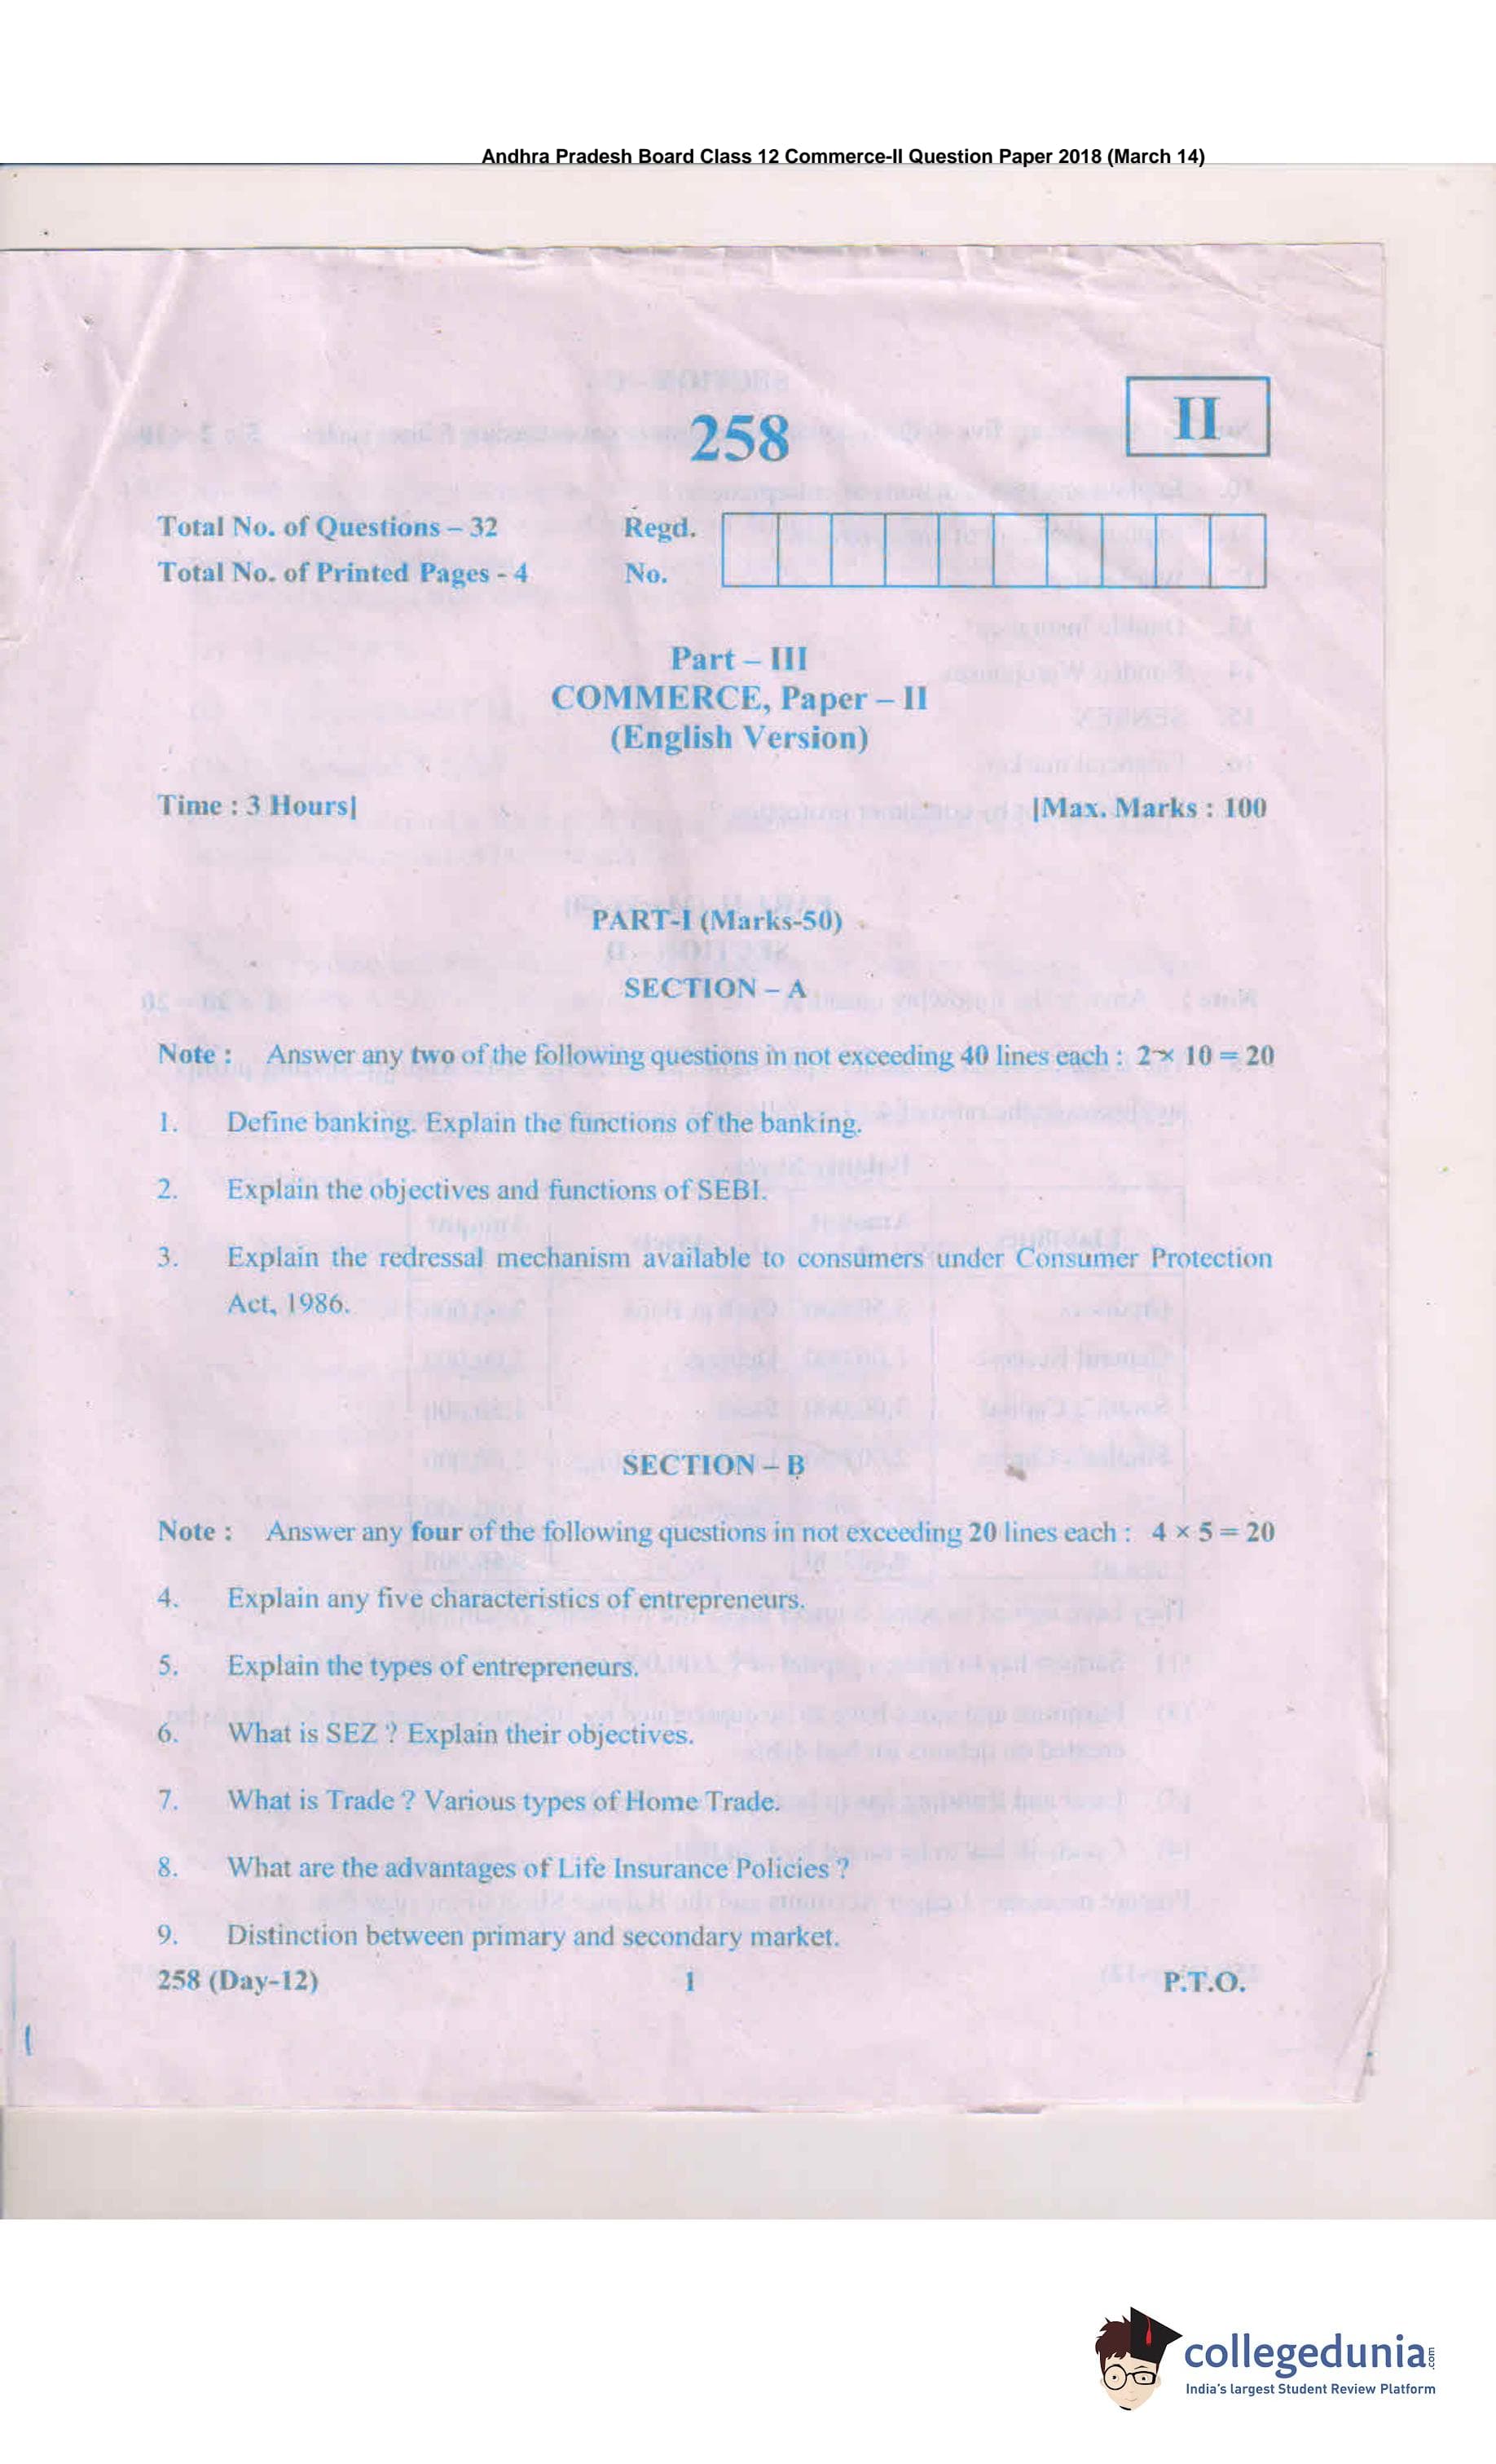 Andhra Pradesh Board Class 12 Commerce-II Question Paper 2018 (March 14)
258
II
Total No. of Questions – 32
Regd.
Total No. of Printed Pages - 4
No.
Part – III
COMMERCE, Paper – II
(English Version)
Time : 3 Hours]
[Max. Marks : 100
PART-I (Marks-50)
SECTION – A
Note : Answer any two of the following questions in not exceeding 40 lines each : 2 × 10 = 20
1. Define banking. Explain the functions of the banking.
2. Explain the objectives and functions of SEBI.
3. Explain the redressal mechanism available to consumers under Consumer Protection
Act, 1986.
SECTION – B
Note : Answer any four of the following questions in not exceeding 20 lines each : 4 × 5 = 20
4. Explain any five characteristics of entrepreneurs.
5. Explain the types of entrepreneurs.
6. What is SEZ ? Explain their objectives.
7. What is Trade ? Various types of Home Trade.
8. What are the advantages of Life Insurance Policies ?
9. Distinction between primary and secondary market.
258 (Day-12)
1
P.T.O.
collegedunia.com
India's largest Student Review Platform